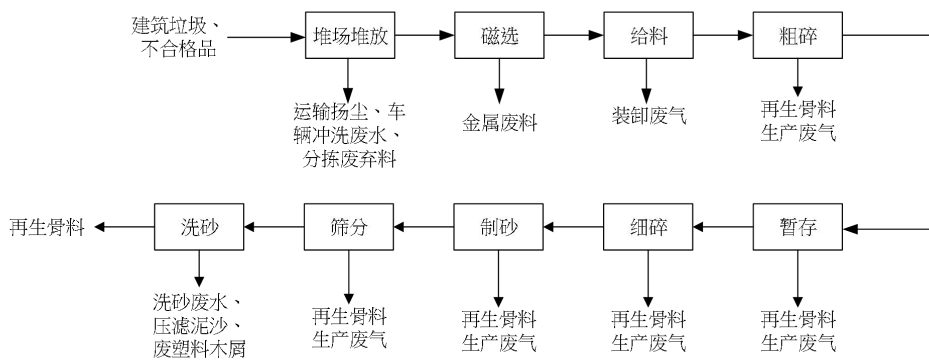 建筑垃圾、
不合格品
堆场堆放
磁选
给料
粗碎
运输扬尘、车
辆冲洗废水、
分拣废弃料
金属废料
装卸废气
再生骨料
生产废气
再生骨料
洗砂
筛分
制砂
细碎
暂存
洗砂废水、
压滤泥沙、
废塑料木屑
再生骨料
生产废气
再生骨料
生产废气
再生骨料
生产废气
再生骨料
生产废气